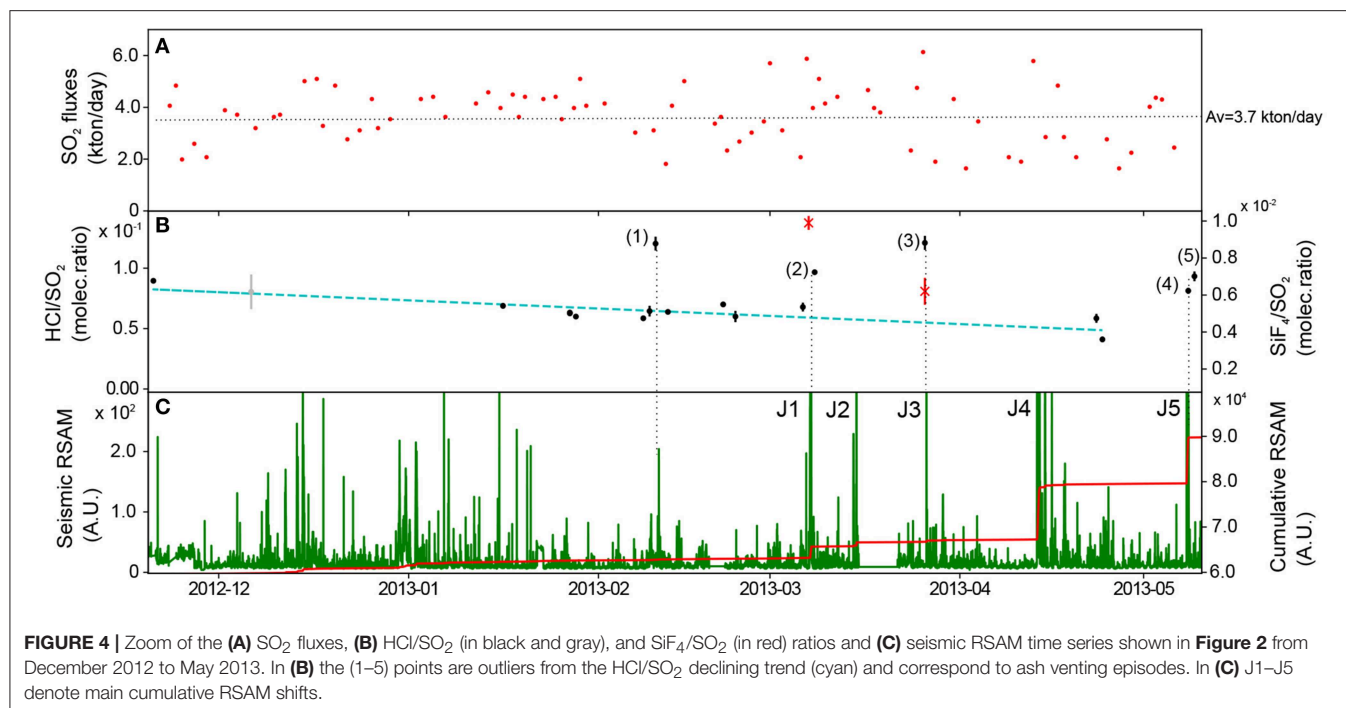 A
SO₂ fluxes
(kton/day)
6.0
4.0
2.0
0
Av=3.7 kton/day
B
x 10⁻¹
HCl/SO₂
(molec.ratio)
1.0
0.5
0.00
(1)
(2)
(3)
(4)
(5)
x 10⁻²
1.0
0.8
0.6
0.4
0.2
SiF₄/SO₂
(molec.ratio)
C
x 10²
Seismic RSAM
(A.U.)
2.0
1.0
0
J1
J2
J3
J4
J5
x 10⁴
9.0
8.0
7.0
6.0
Cumulative RSAM
(A.U.)
2012-12
2013-01
2013-02
2013-03
2013-04
2013-05
FIGURE 4 | Zoom of the (A) SO₂ fluxes, (B) HCl/SO₂ (in black and gray), and SiF₄/SO₂ (in red) ratios and (C) seismic RSAM time series shown in Figure 2 from
December 2012 to May 2013. In (B) the (1–5) points are outliers from the HCl/SO₂ declining trend (cyan) and correspond to ash venting episodes. In (C) J1–J5
denote main cumulative RSAM shifts.